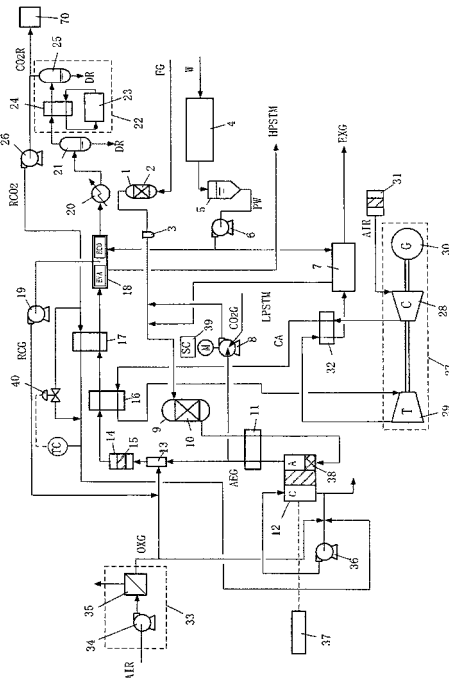 70
CO2R
25
DR
24
23
22
26
21
DR
RCO2
20
FG
W
1
2
4
HPSTM
EXG
3
5
PW
6
19
ECO
EVA
18
31
AIR
7
G
30
RCG
17
SC
39
M
CO2G
8
LPSTM
CA
32
C
28
27
40
TC
16
9
10
T
29
14
15
13
11
AEG
A
38
C
12
OXG
36
35
33
34
AIR
37